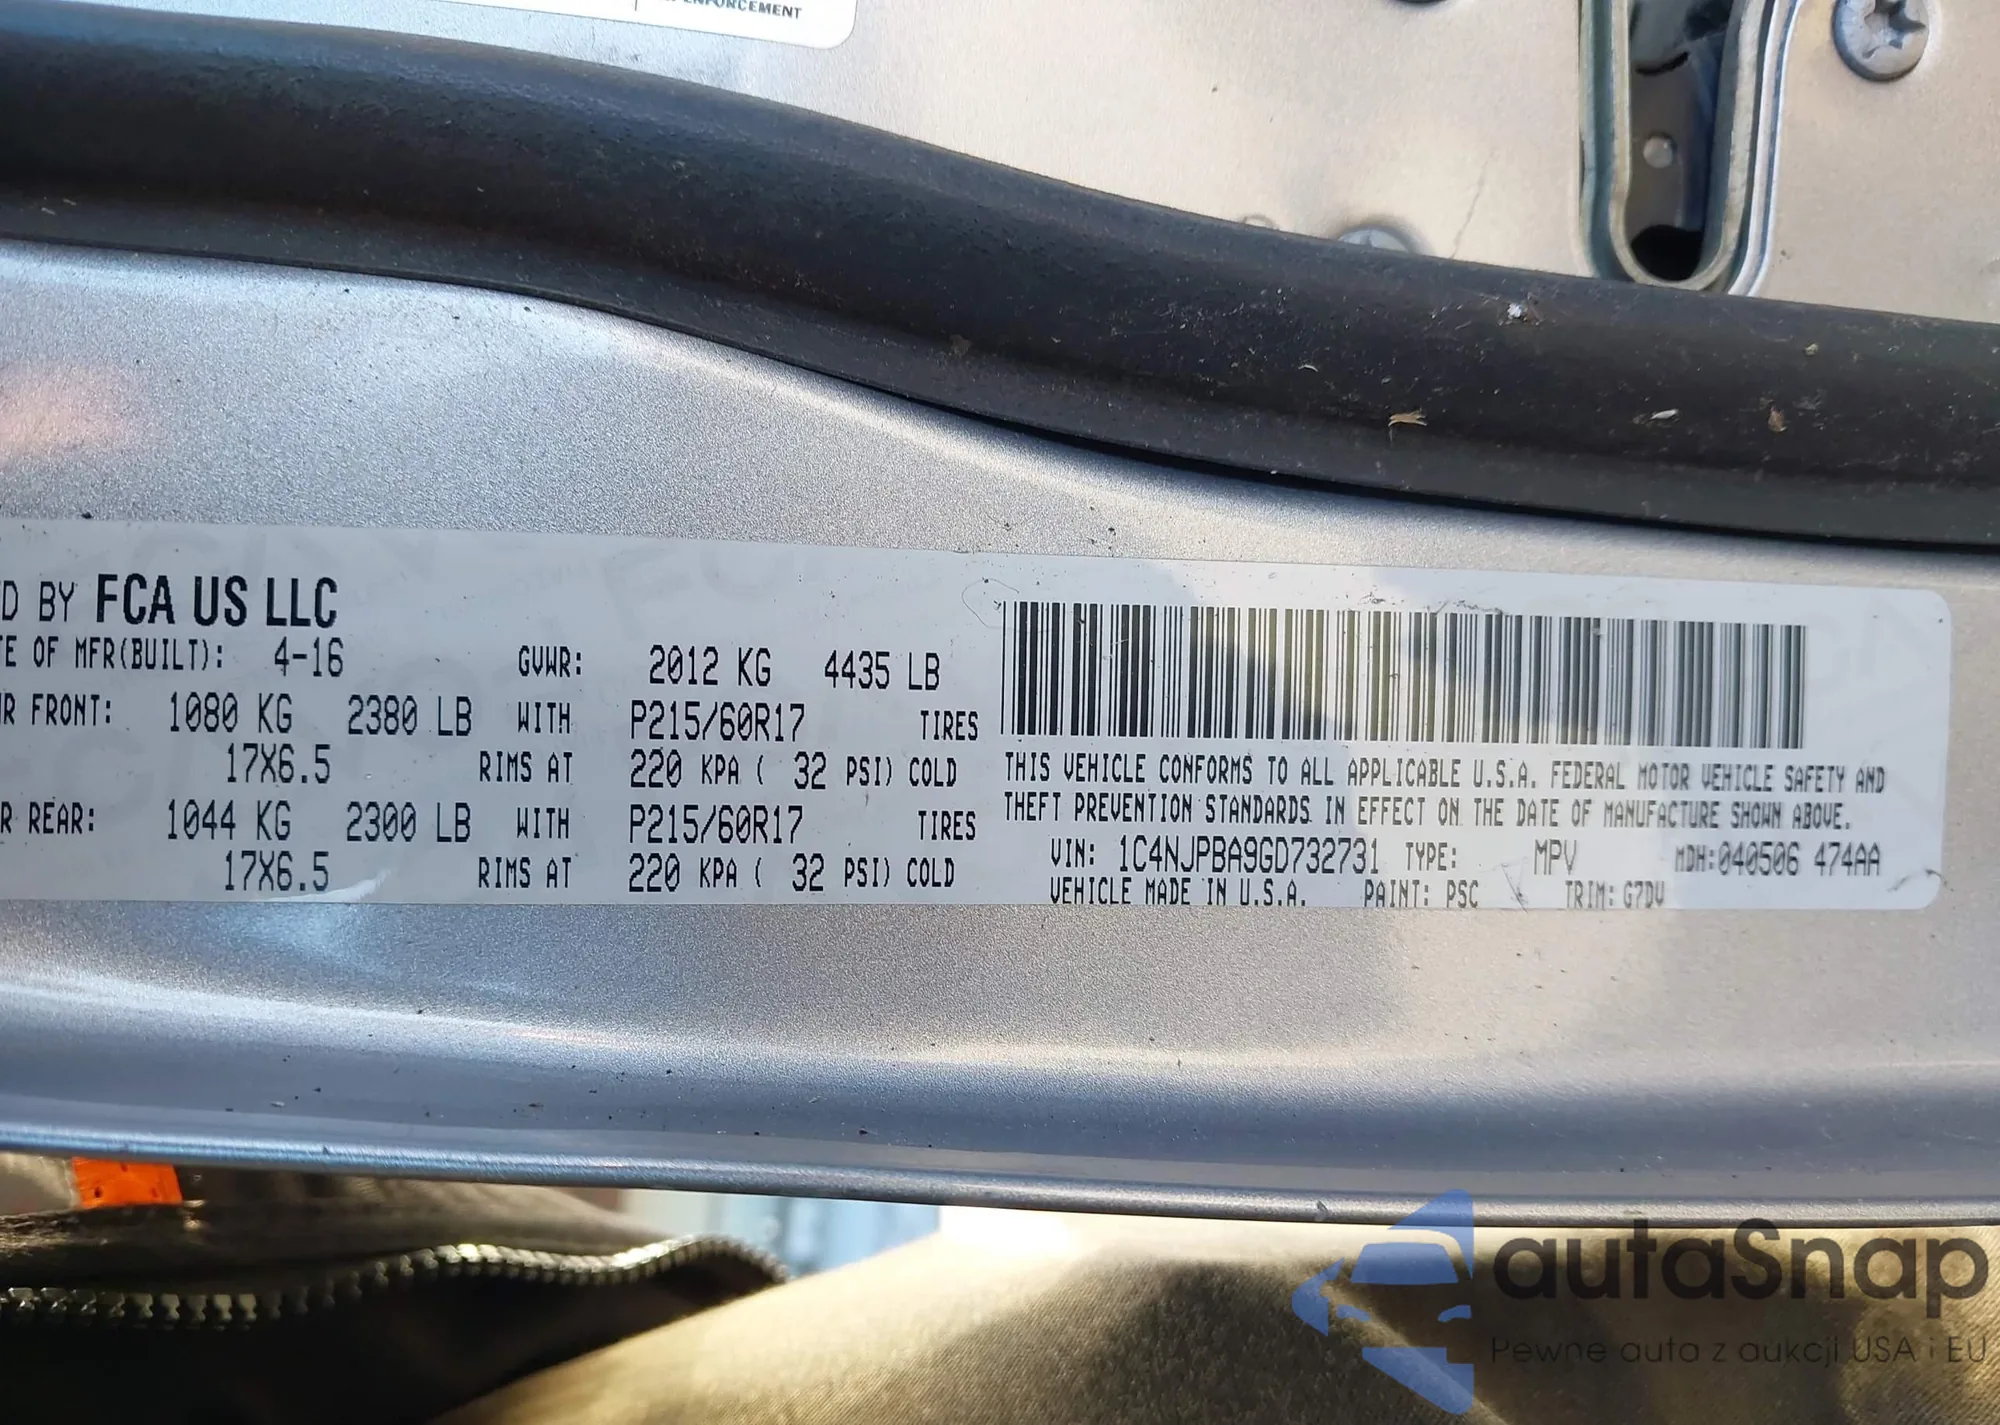 ENFORCEMENT
D BY FCA US LLC
TE OF MFR(BUILT): 4-16 GVWR: 2012 KG 4435 LB
R FRONT: 1080 KG 2380 LB WITH P215/60R17 TIRES
17X6.5 RIMS AT 220 KPA ( 32 PSI) COLD
R REAR: 1044 KG 2300 LB WITH P215/60R17 TIRES
17X6.5 RIMS AT 220 KPA ( 32 PSI) COLD
THIS VEHICLE CONFORMS TO ALL APPLICABLE U.S.A. FEDERAL MOTOR VEHICLE SAFETY AND
THEFT PREVENTION STANDARDS IN EFFECT ON THE DATE OF MANUFACTURE SHOWN ABOVE.
VIN: 1C4NJPBA9GD732731 TYPE: MPV MDH:040506 474AA
VEHICLE MADE IN U.S.A. PAINT: PSC TRIM: G7DV
autaSnap
Pewne auta z aukcji USA i EU